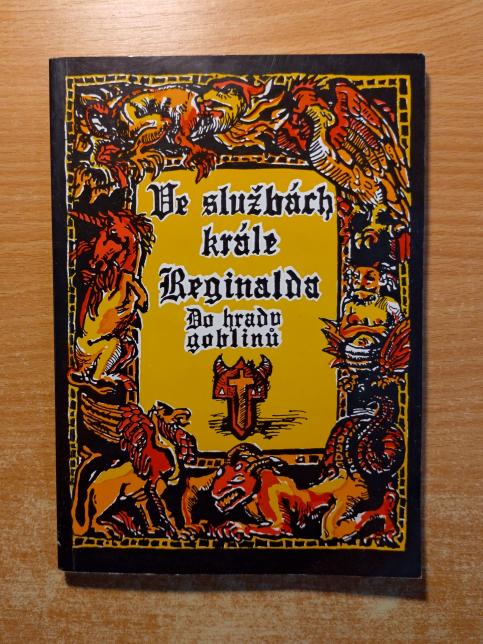 Ve službách
krále
Reginalda
Do hradu
goblinů